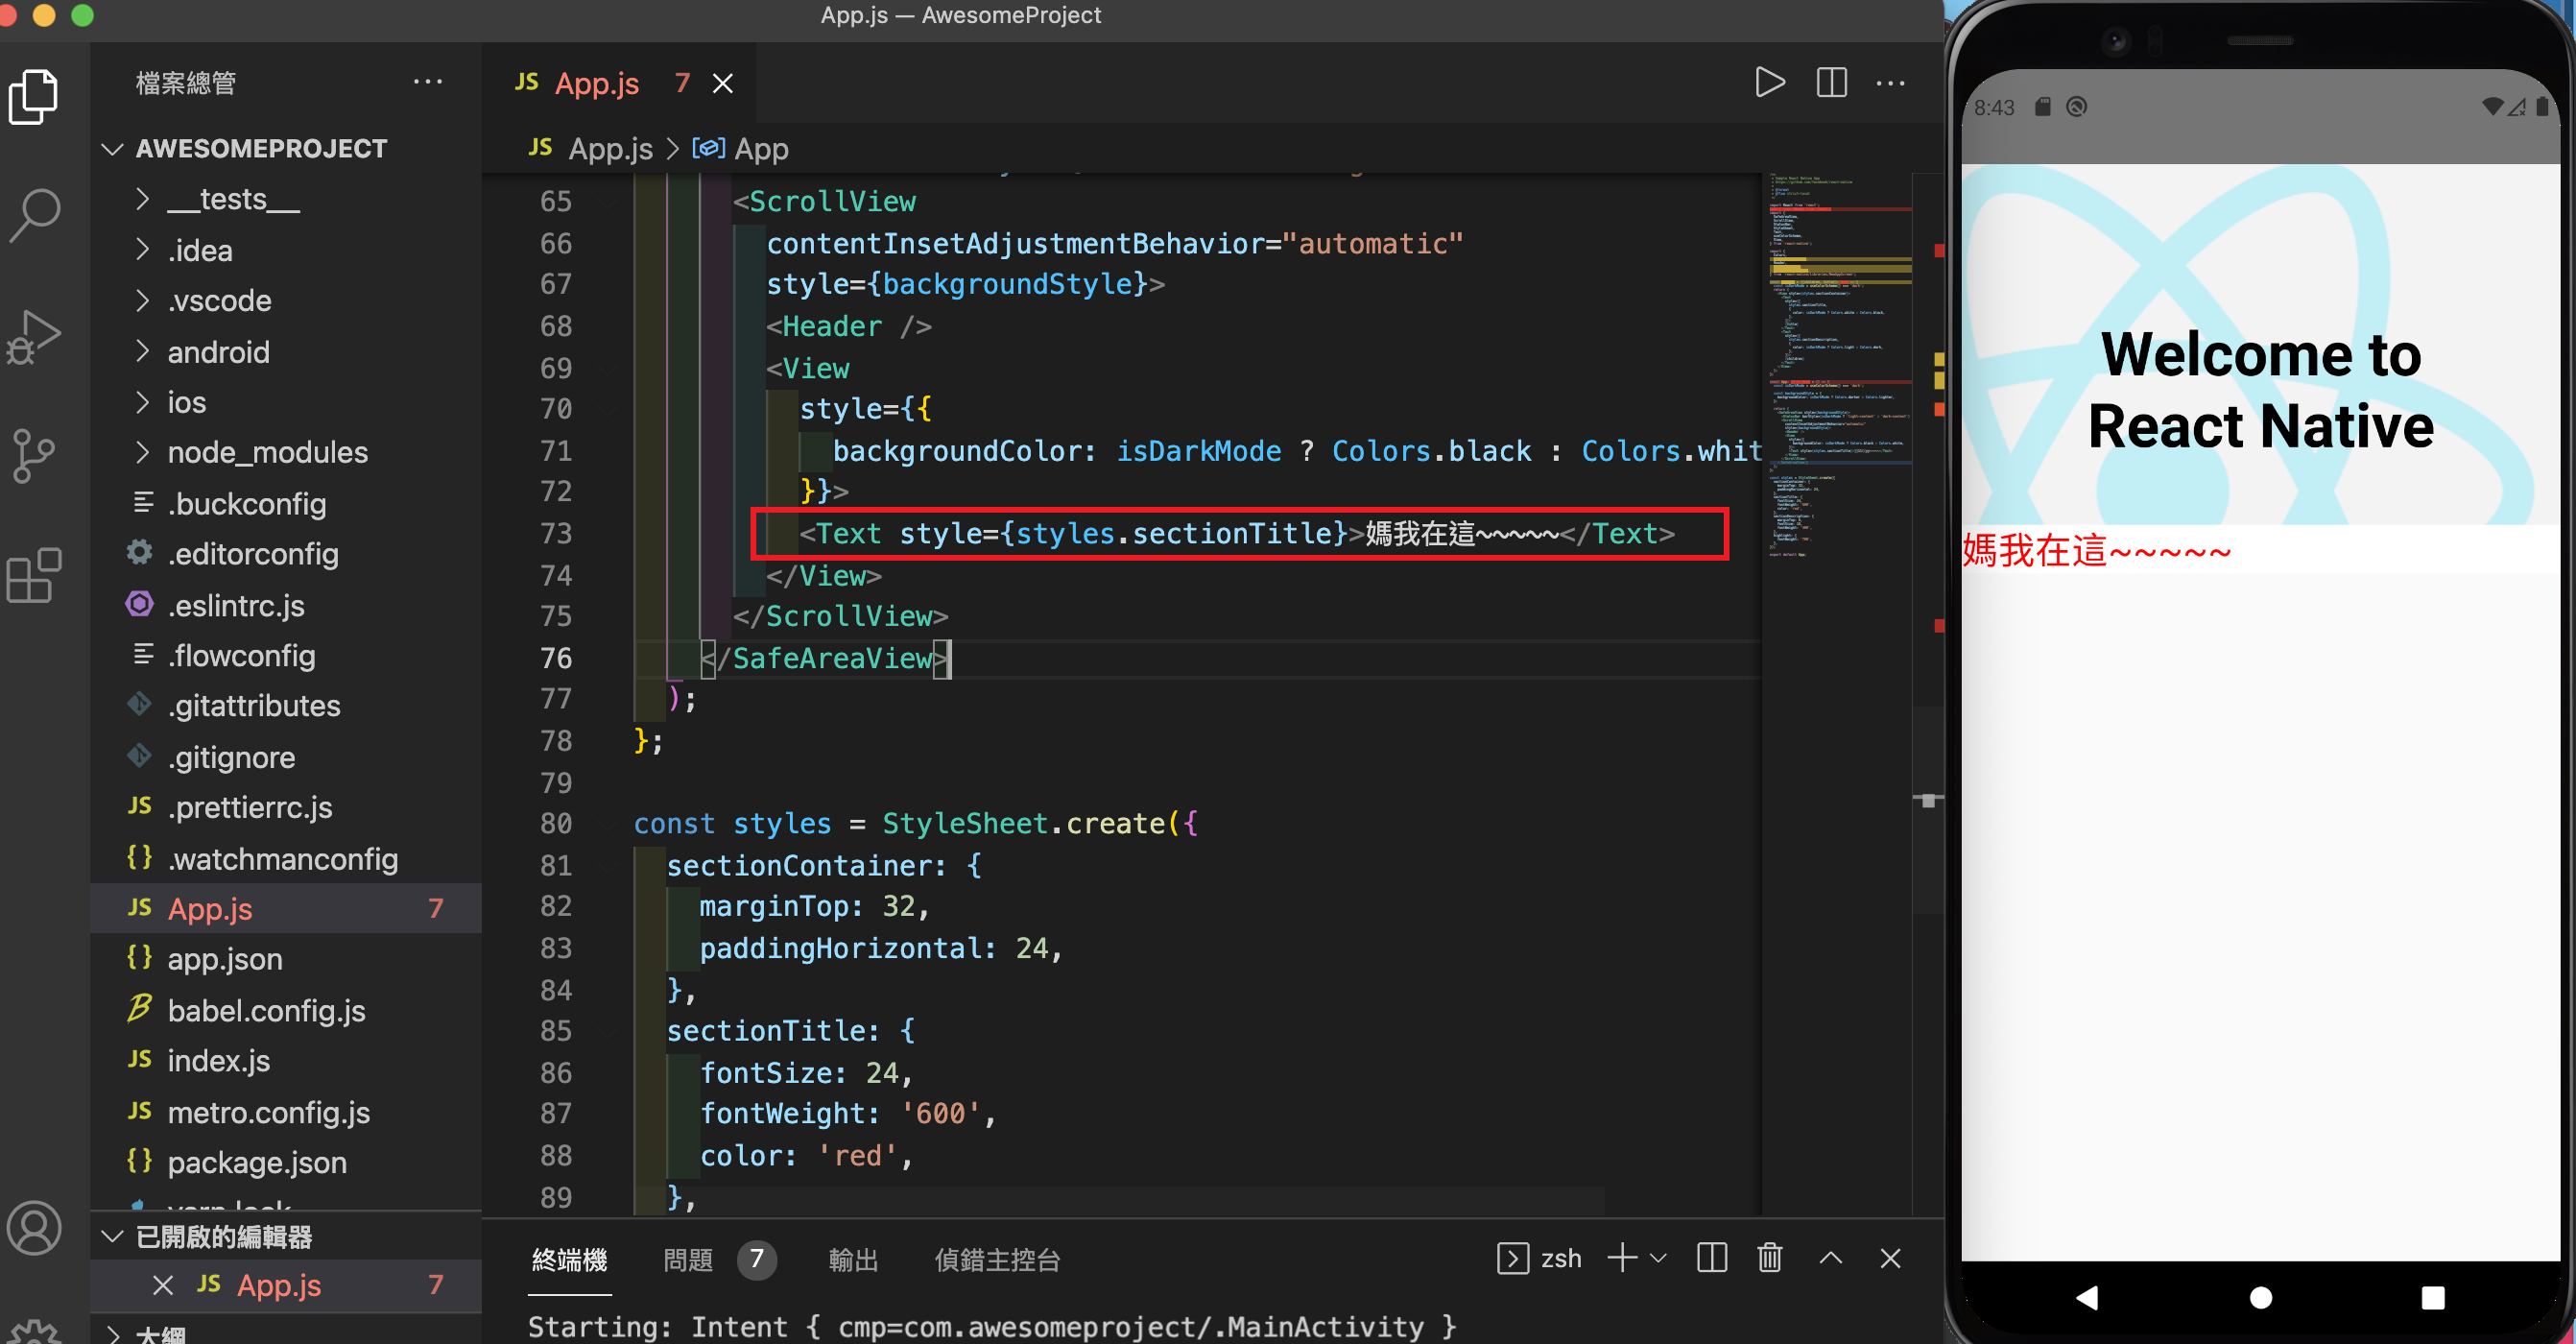 App.js — AwesomeProject
檔案總管
AWESOMEPROJECT
__tests__
.idea
.vscode
android
ios
node_modules
.buckconfig
.editorconfig
.eslintrc.js
.flowconfig
.gitattributes
.gitignore
JS .prettierrc.js
{} .watchmanconfig
JS App.js 7
{} app.json
babel.config.js
JS index.js
JS metro.config.js
{} package.json
yarn.lock
已開啟的編輯器
JS App.js 7
大綱
JS App.js 7
JS App.js > App
65 <ScrollView
66 contentInsetAdjustmentBehavior="automatic"
67 style={backgroundStyle}>
68 <Header />
69 <View
70 style={{
71 backgroundColor: isDarkMode ? Colors.black : Colors.whit
72 }}>
73 <Text style={styles.sectionTitle}>媽我在這~~~~~</Text>
74 </View>
75 </ScrollView>
76 </SafeAreaView>
77 );
78 };
79
80 const styles = StyleSheet.create({
81 sectionContainer: {
82 marginTop: 32,
83 paddingHorizontal: 24,
84 },
85 sectionTitle: {
86 fontSize: 24,
87 fontWeight: '600',
88 color: 'red',
89 },
終端機 問題 7 輸出 偵錯主控台 zsh
Starting: Intent { cmp=com.awesomeproject/.MainActivity }
8:43
Welcome to
React Native
媽我在這~~~~~